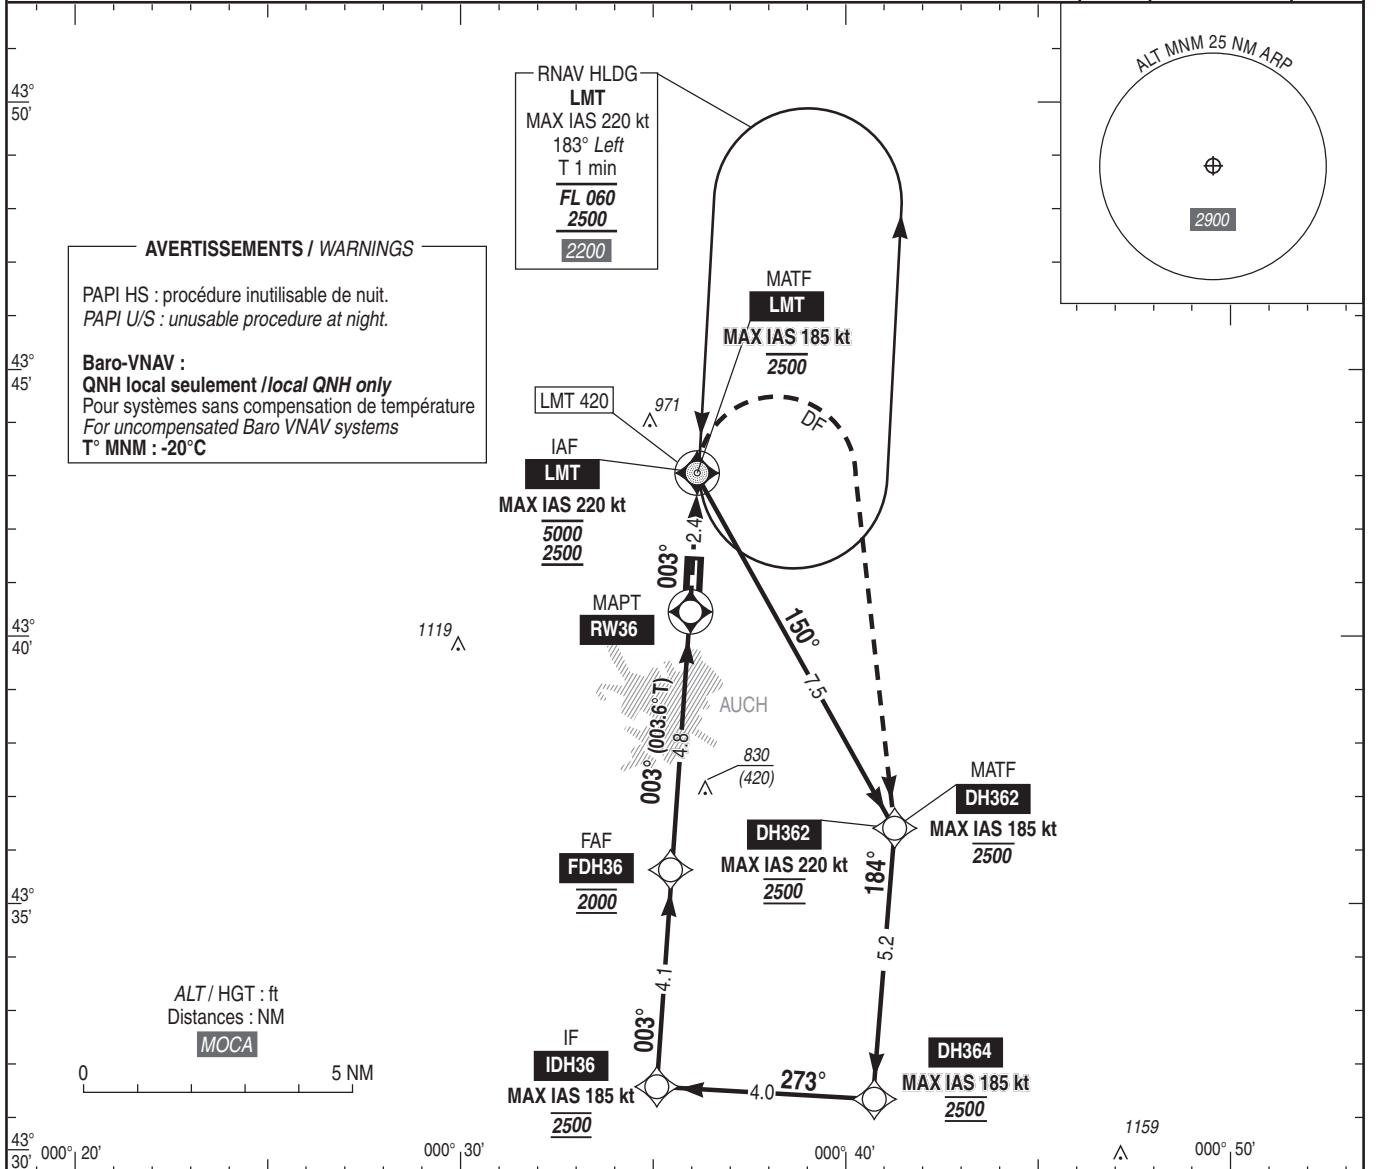 ALT MNM 25 NM ARP
2900
RNAV HLDG
LMT
MAX IAS 220 kt
183° Left
T 1 min
FL 060
2500
2200
43°
50'
AVERTISSEMENTS / WARNINGS
PAPI HS : procédure inutilisable de nuit.
PAPI U/S : unusable procedure at night.
Baro-VNAV :
QNH local seulement /local QNH only
Pour systèmes sans compensation de température
For uncompensated Baro VNAV systems
T° MNM : -20°C
MATF
LMT
MAX IAS 185 kt
2500
43°
45'
LMT 420
971
DF
IAF
LMT
MAX IAS 220 kt
5000
2500
2.4
003°
MAPT
RW36
1119
43°
40'
150°
7.5
AUCH
003° (003.6° T)
4.8
830
(420)
MATF
DH362
MAX IAS 185 kt
2500
DH362
MAX IAS 220 kt
2500
184°
FAF
FDH36
2000
43°
35'
5.2
4.1
003°
ALT / HGT : ft
Distances : NM
MOCA
0
5 NM
IF
IDH36
MAX IAS 185 kt
2500
4.0
273°
DH364
MAX IAS 185 kt
2500
1159
43°
30'
000° 20'
000° 30'
000° 40'
000° 50'